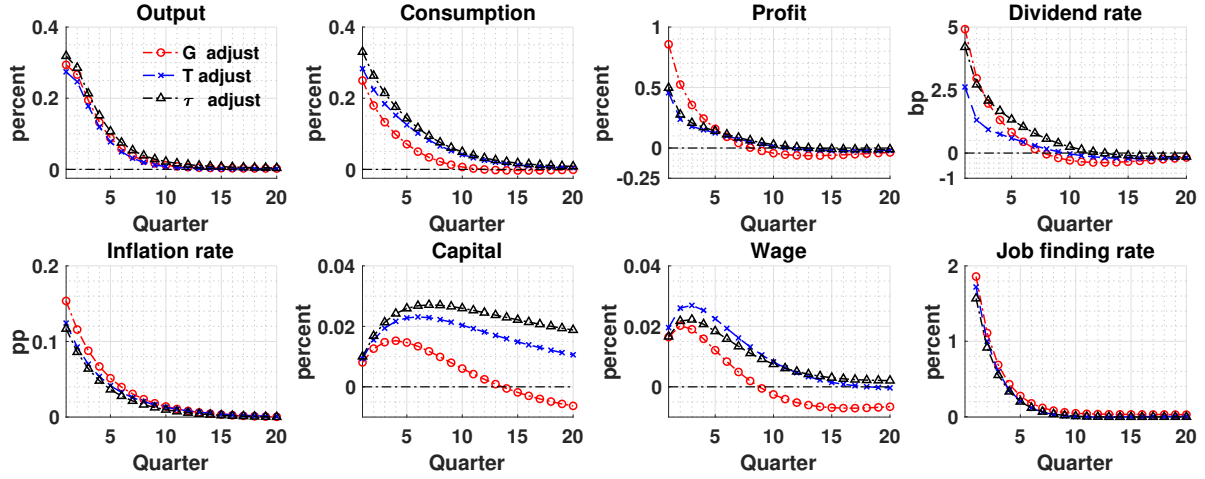 Output
0.4
0.2
0
percent
G adjust
T adjust
τ adjust
5 10 15 20
Quarter
Consumption
0.4
0.2
0
percent
5 10 15 20
Quarter
Profit
1
0.5
0
-0.25
percent
5 10 15 20
Quarter
Dividend rate
5
2.5
0
-1
bp
5 10 15 20
Quarter
Inflation rate
0.2
0.1
0
pp
5 10 15 20
Quarter
Capital
0.04
0.02
0
percent
5 10 15 20
Quarter
Wage
0.04
0.02
0
percent
5 10 15 20
Quarter
Job finding rate
2
1
0
percent
5 10 15 20
Quarter